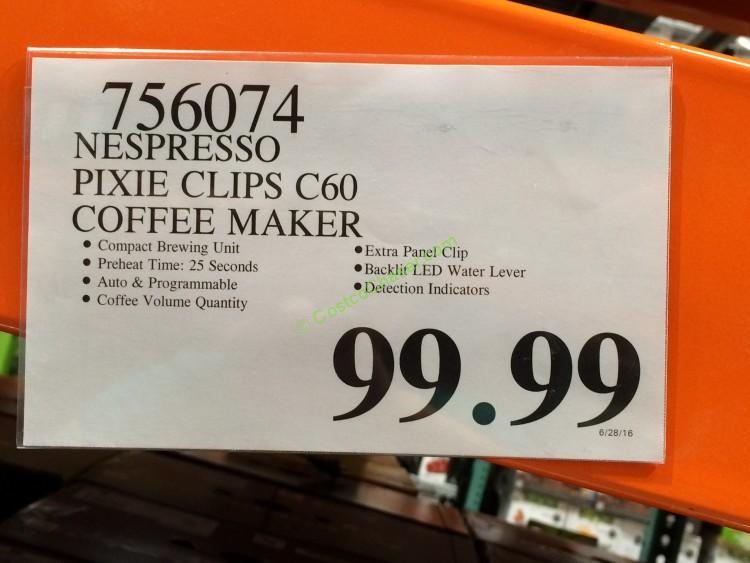 756074
NESPRESSO
PIXIE CLIPS C60
COFFEE MAKER
• Compact Brewing Unit
• Preheat Time: 25 Seconds
• Auto & Programmable
• Coffee Volume Quantity
• Extra Panel Clip
• Backlit LED Water Lever
• Detection Indicators
99.99
6/28/16